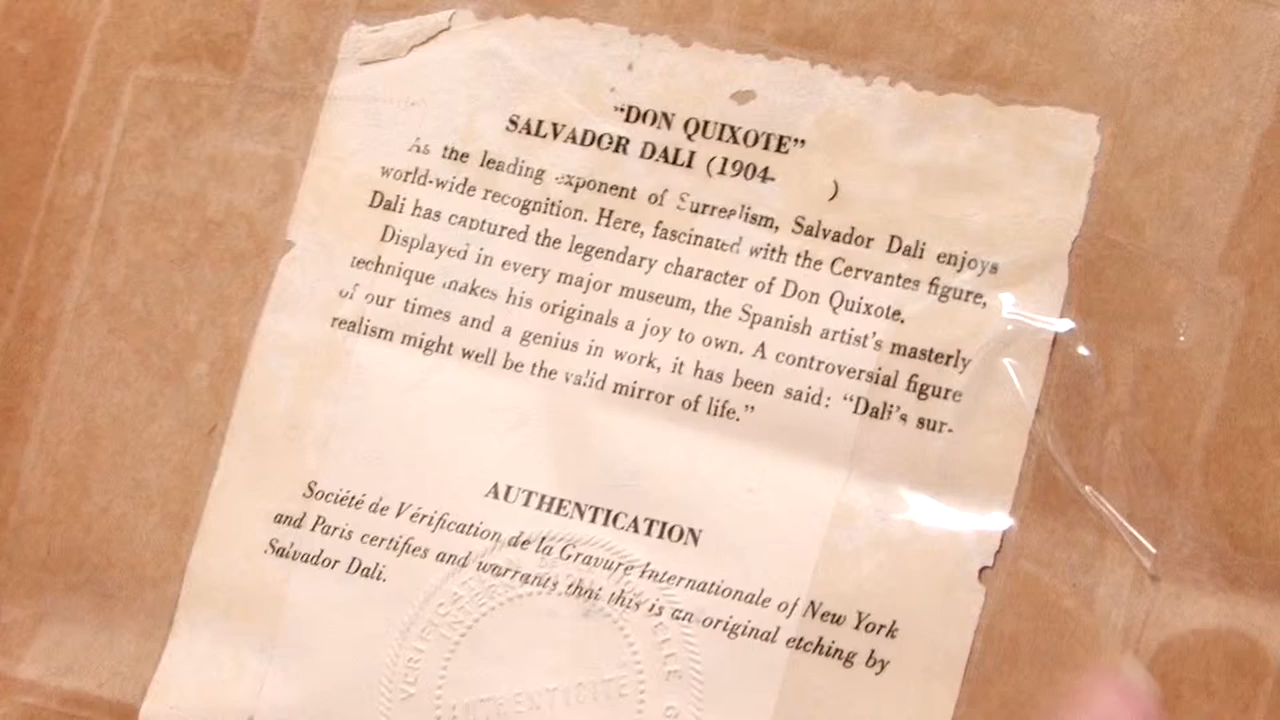 “DON QUIXOTE”
SALVADOR DALI (1904- )
As the leading exponent of Surrealism, Salvador Dali enjoys
world-wide recognition. Here, fascinated with the Cervantes figure,
Dali has captured the legendary character of Don Quixote.
Displayed in every major museum, the Spanish artist’s masterly
technique makes his originals a joy to own. A controversial figure
of our times and a genius in work, it has been said: “Dali’s sur-
realism might well be the valid mirror of life.”
AUTHENTICATION
Société de Vérification de la Gravure Internationale of New York
and Paris certifies and warrants that this is an original etching by
Salvador Dali.
AUTHENTICITE